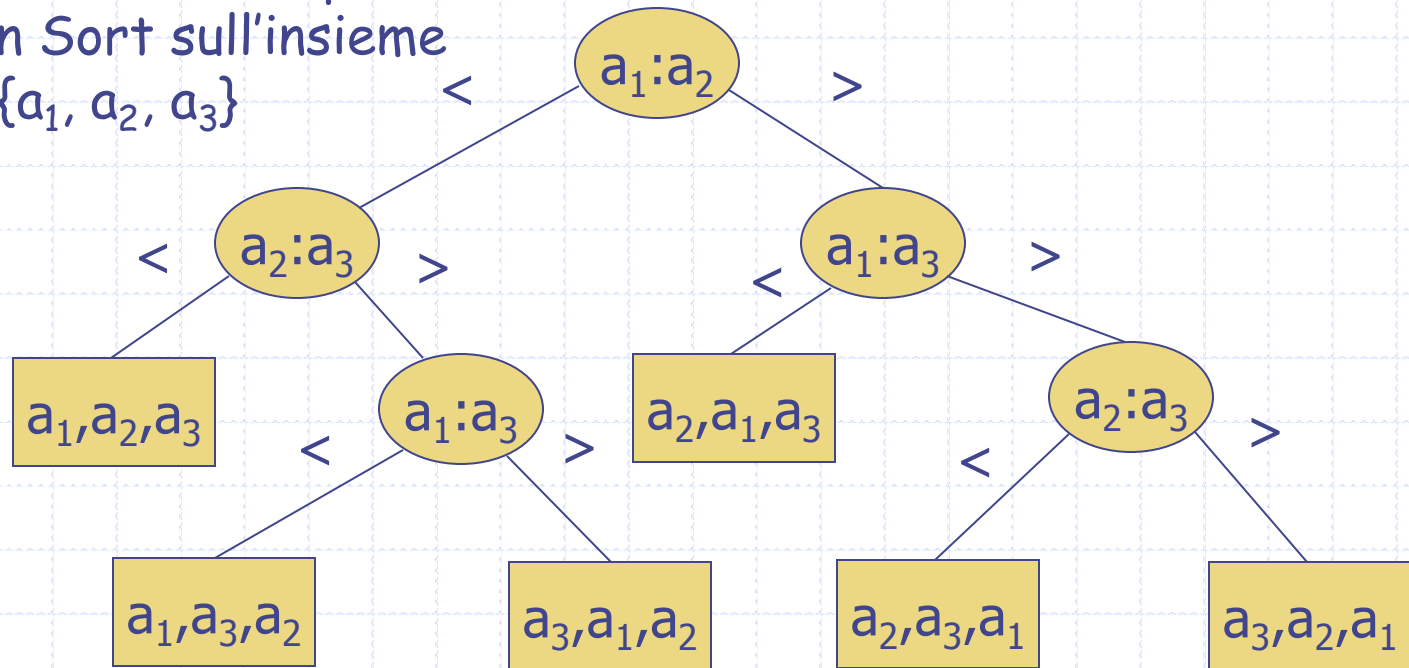 n Sort sull'insieme
{a₁, a₂, a₃}
a₁:a₂
< >
a₂:a₃ a₁:a₃
< > < >
a₁,a₂,a₃ a₁:a₃ a₂,a₁,a₃ a₂:a₃
< > < >
a₁,a₃,a₂ a₃,a₁,a₂ a₂,a₃,a₁ a₃,a₂,a₁